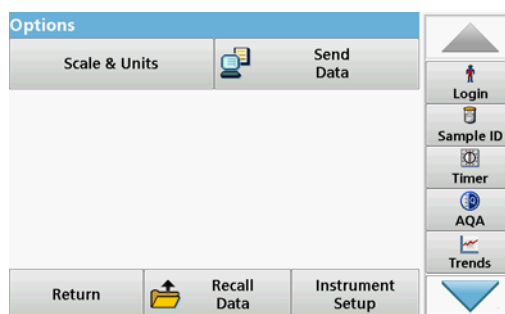 Options
Scale & Units
Send
Data
Login
Sample ID
Timer
AQA
Trends
Return
Recall
Data
Instrument
Setup